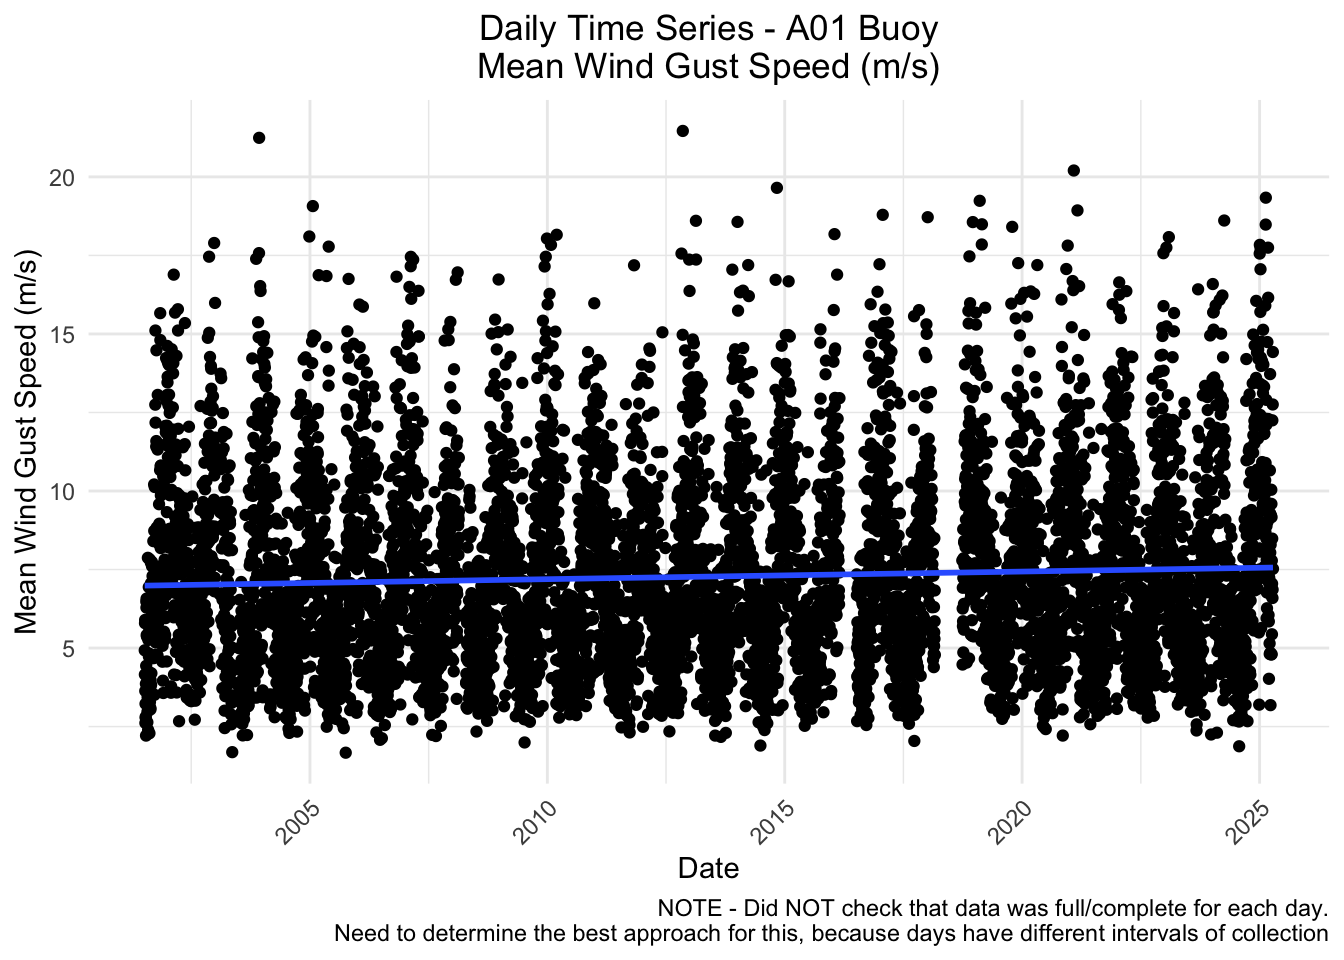 Daily Time Series - A01 Buoy
Mean Wind Gust Speed (m/s)
Mean Wind Gust Speed (m/s)
20
15
10
5
2005
2010
2015
2020
2025
Date
NOTE - Did NOT check that data was full/complete for each day.
Need to determine the best approach for this, because days have different intervals of collection